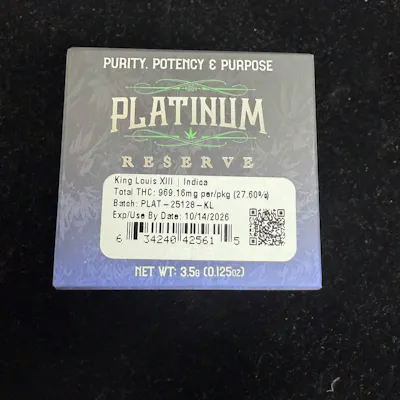 PURITY, POTENCY & PURPOSE
PLATINUM
RESERVE
King Louis XIII | Indica
Total THC: 969.16mg per/pkg (27.60%)
Batch: PLAT-25128-KL
Exp/Use By Date: 10/14/2026
6 34240 42561 5
NET WT: 3.5g (0.125oz)